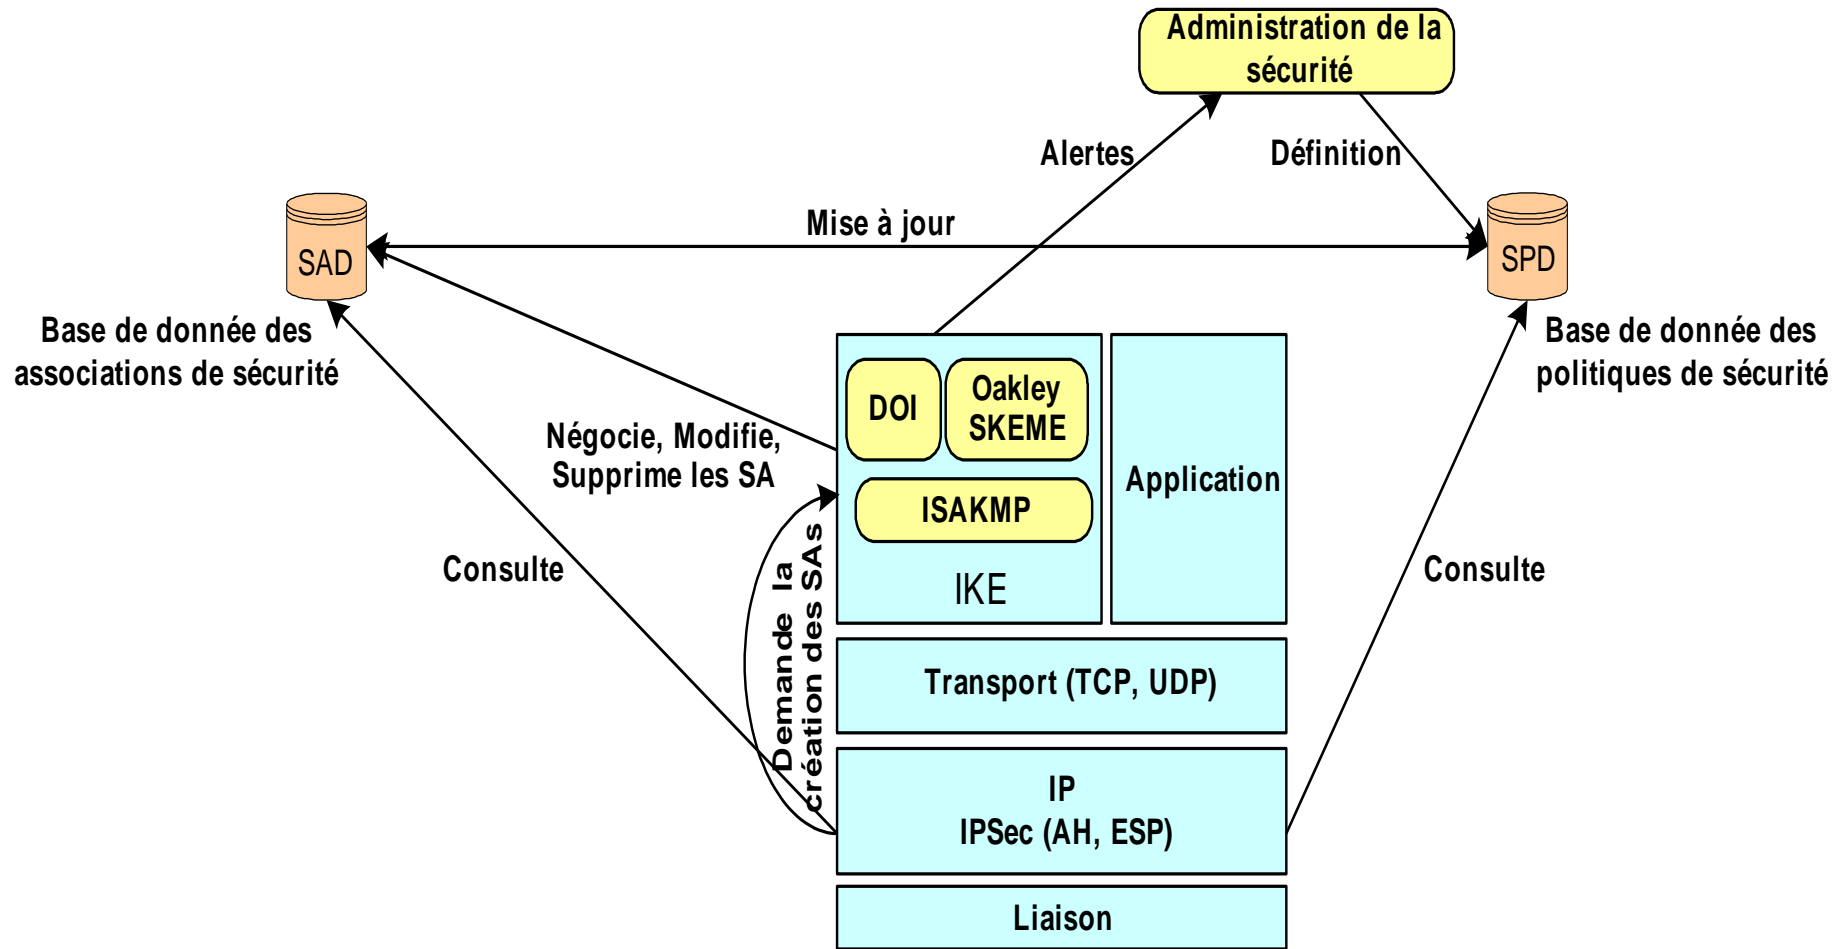 Administration de la
sécurité
Alertes
Définition
Mise à jour
SAD
SPD
Base de donnée des
associations de sécurité
Base de donnée des
politiques de sécurité
DOI
Oakley
SKEME
Négocie, Modifie,
Supprime les SA
ISAKMP
Application
IKE
Consulte
Consulte
Demande la
création des SAs
Transport (TCP, UDP)
IP
IPSec (AH, ESP)
Liaison